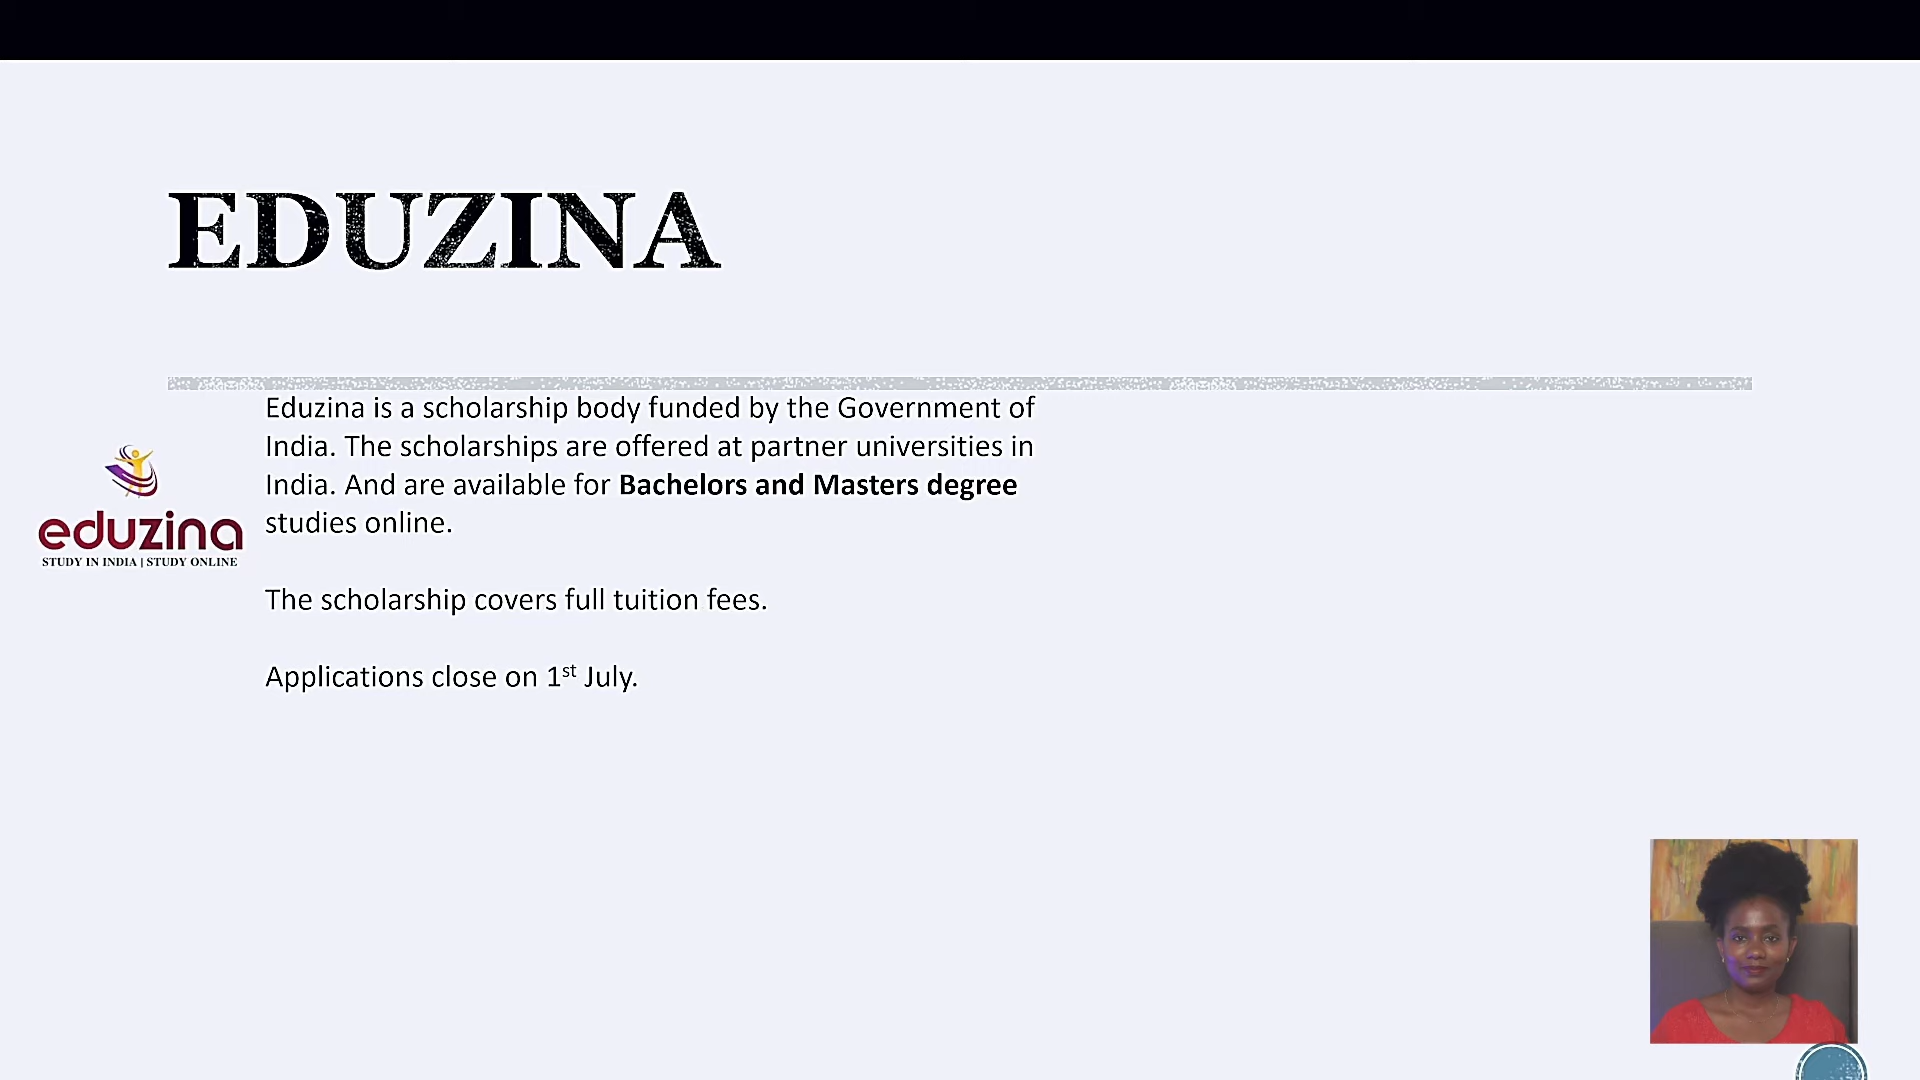 EDUZINA
Eduzina is a scholarship body funded by the Government of
India. The scholarships are offered at partner universities in
India. And are available for Bachelors and Masters degree
studies online.
The scholarship covers full tuition fees.
Applications close on 1st July.
eduzina
STUDY IN INDIA | STUDY ONLINE